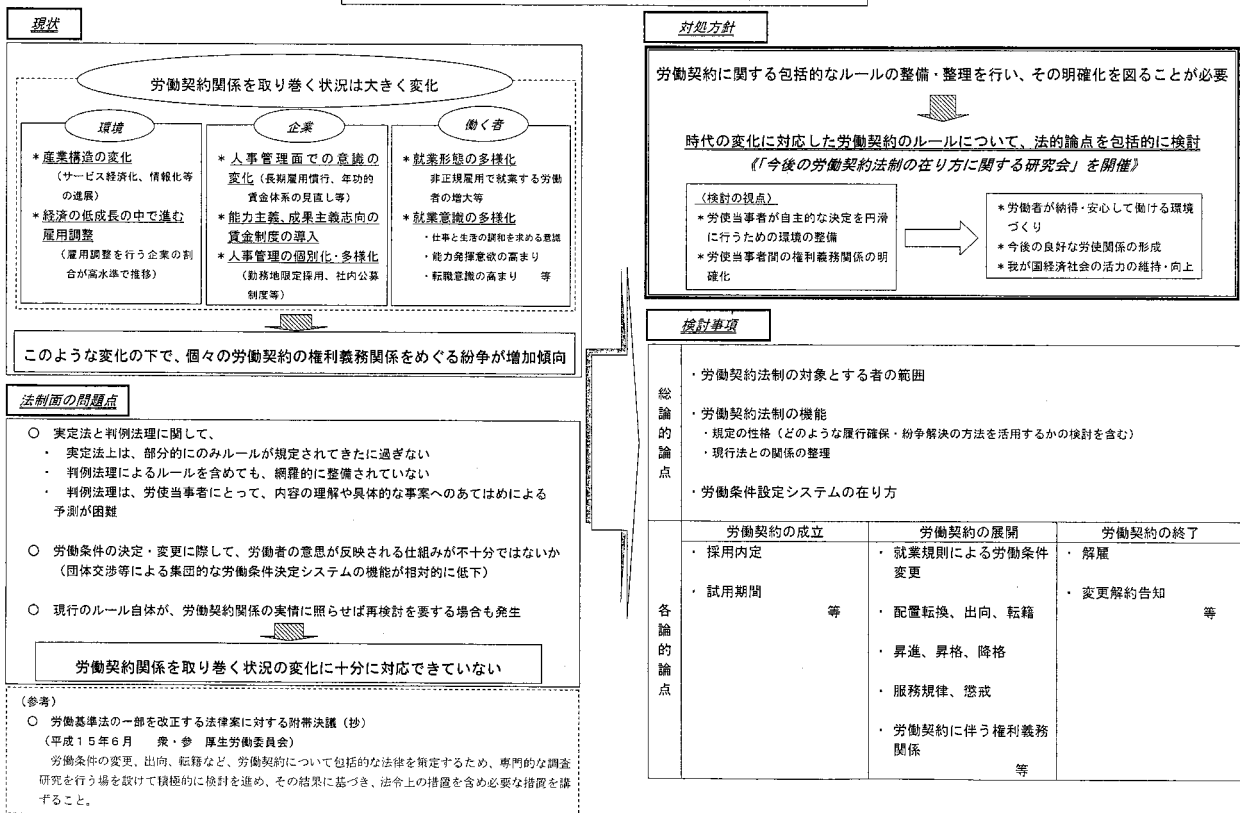 現状
労働契約関係を取り巻く状況は大きく変化
環境
*産業構造の変化
(サービス経済化、情報化等
の進展)
*経済の低成長の中で進む
雇用調整
(雇用調整を行う企業の割
合が高水準で推移)
企業
*人事管理面での意識の
変化(長期雇用慣行、年功的
賃金体系の見直し等)
*能力主義、成果主義志向の
賃金制度の導入
*人事管理の個別化・多様化
(勤務地限定採用、社内公募
制度等)
働く者
*就業形態の多様化
非正規雇用で就業する労働
者の増大等
*就業意識の多様化
・仕事と生活の調和を求める意識
・能力発揮意欲の高まり
・転職意識の高まり 等
このような変化の下で、個々の労働契約の権利義務関係をめぐる紛争が増加傾向
法制面の問題点
○ 実定法と判例法理に関して、
・ 実定法上は、部分的にのみルールが規定されてきたに過ぎない
・ 判例法理によるルールを含めても、網羅的に整備されていない
・ 判例法理は、労使当事者にとって、内容の理解や具体的な事案へのあてはめによる
予測が困難
○ 労働条件の決定・変更に際して、労働者の意思が反映される仕組みが不十分ではないか
(団体交渉等による集団的な労働条件決定システムの機能が相対的に低下)
○ 現行のルール自体が、労働契約関係の実情に照らせば再検討を要する場合も発生
労働契約関係を取り巻く状況の変化に十分に対応できていない
(参考)
○ 労働基準法の一部を改正する法律案に対する附帯決議(抄)
(平成15年6月 衆・参 厚生労働委員会)
労働条件の変更、出向、転籍など、労働契約について包括的な法律を策定するため、専門的な調査
研究を行う場を設けて積極的に検討を進め、その結果に基づき、法令上の措置を含め必要な措置を講
ずること。
対処方針
労働契約に関する包括的なルールの整備・整理を行い、その明確化を図ることが必要
時代の変化に対応した労働契約のルールについて、法的論点を包括的に検討
《「今後の労働契約法制の在り方に関する研究会」を開催》
(検討の視点)
*労使当事者が自主的な決定を円滑
に行うための環境の整備
*労使当事者間の権利義務関係の明
確化
*労働者が納得・安心して働ける環境
づくり
*今後の良好な労使関係の形成
*我が国経済社会の活力の維持・向上
検討事項
総論的論点
・労働契約法制の対象とする者の範囲
・労働契約法制の機能
・規定の性格(どのような履行確保・紛争解決の方法を活用するかの検討を含む)
・現行法との関係の整理
・労働条件設定システムの在り方
各論的論点
労働契約の成立
・ 採用内定
・ 試用期間
等
労働契約の展開
・ 就業規則による労働条件
変更
・ 配置転換、出向、転籍
・ 昇進、昇格、降格
・ 服務規律、懲戒
・ 労働契約に伴う権利義務
関係
等
労働契約の終了
・ 解雇
・ 変更解約告知
等